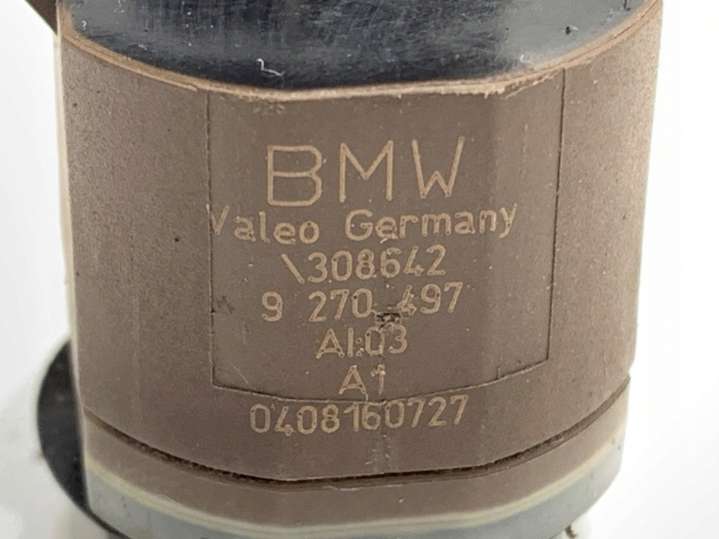 BMW
Valeo Germany
\308642
9 270 497
AI:03
A1
0408160727